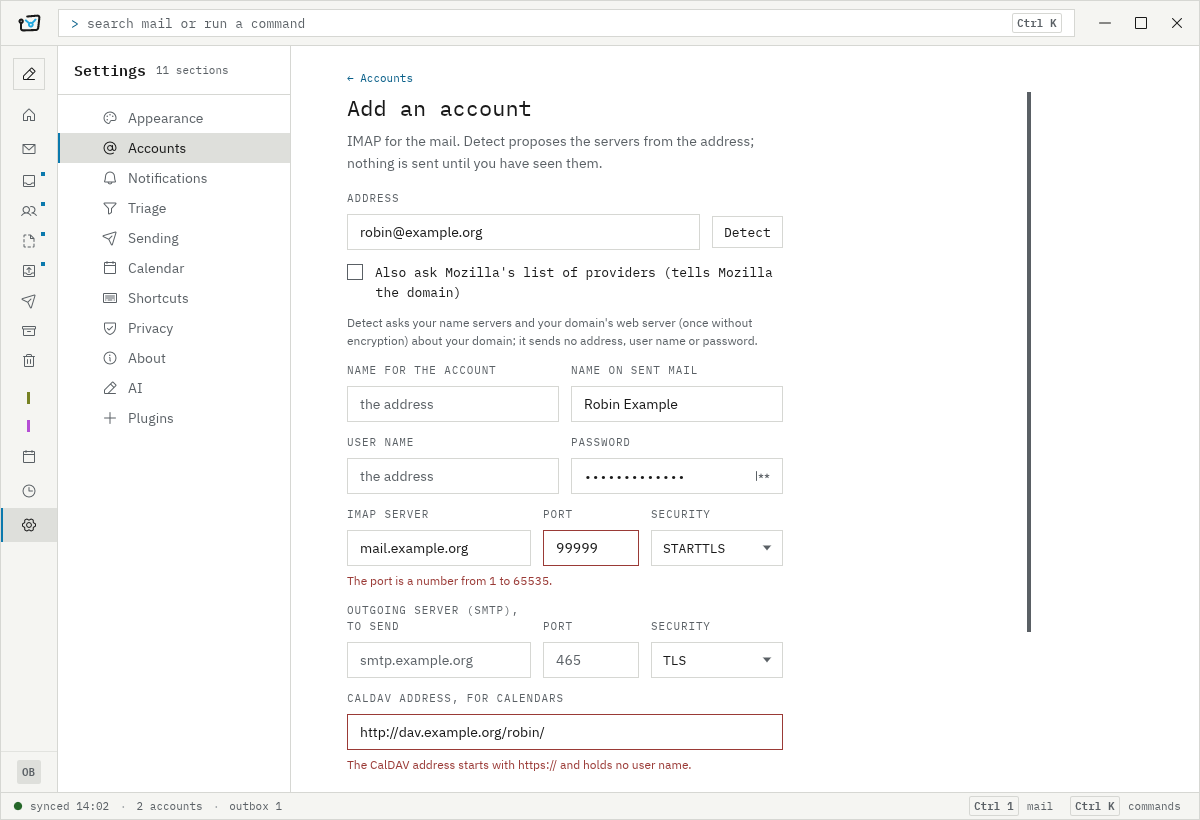 > search mail or run a command Ctrl K
Settings 11 sections
Appearance
Accounts
Notifications
Triage
Sending
Calendar
Shortcuts
Privacy
About
AI
Plugins
← Accounts
Add an account
IMAP for the mail. Detect proposes the servers from the address;
nothing is sent until you have seen them.
ADDRESS
robin@example.org Detect
Also ask Mozilla's list of providers (tells Mozilla
the domain)
Detect asks your name servers and your domain's web server (once without
encryption) about your domain; it sends no address, user name or password.
NAME FOR THE ACCOUNT NAME ON SENT MAIL
the address Robin Example
USER NAME PASSWORD
the address ••••••••••••• |**
IMAP SERVER PORT SECURITY
mail.example.org 99999 STARTTLS
The port is a number from 1 to 65535.
OUTGOING SERVER (SMTP),
TO SEND PORT SECURITY
smtp.example.org 465 TLS
CALDAV ADDRESS, FOR CALENDARS
http://dav.example.org/robin/
The CalDAV address starts with https:// and holds no user name.
OB
synced 14:02 · 2 accounts · outbox 1 Ctrl 1 mail Ctrl K commands